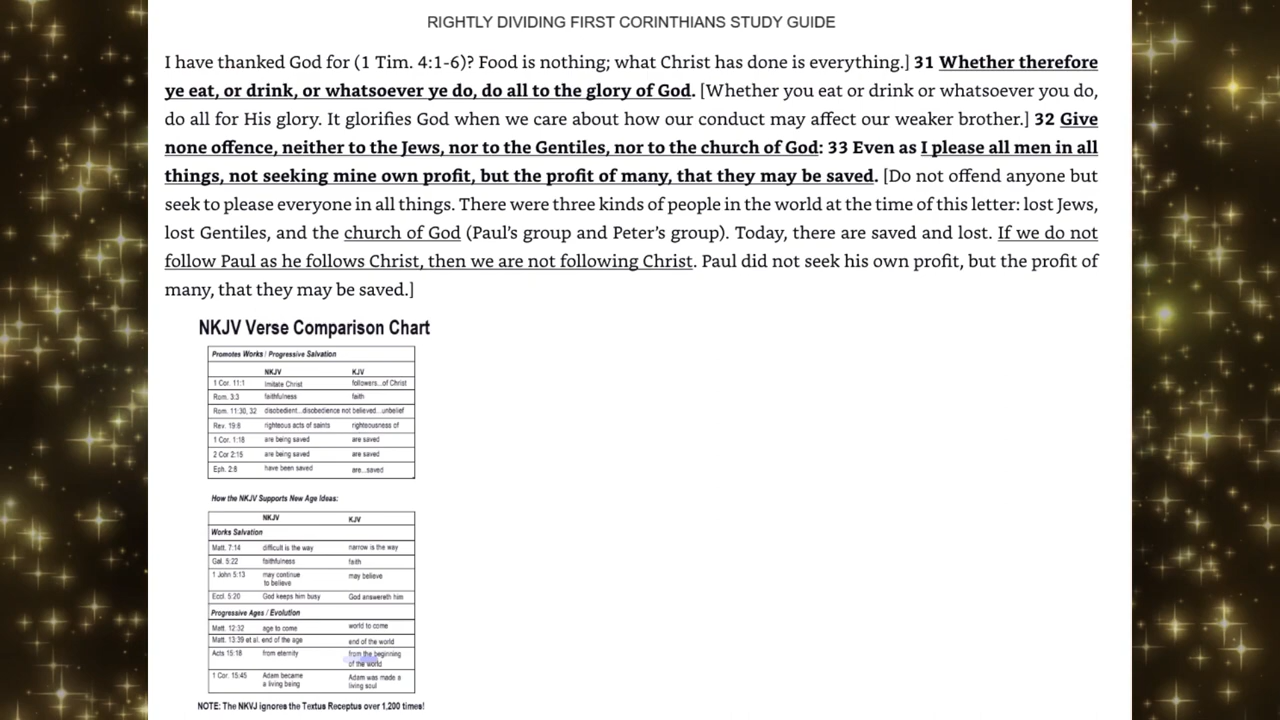 RIGHTLY DIVIDING FIRST CORINTHIANS STUDY GUIDE
I have thanked God for (1 Tim. 4:1-6)? Food is nothing; what Christ has done is everything.] 31 Whether therefore
ye eat, or drink, or whatsoever ye do, do all to the glory of God. [Whether you eat or drink or whatsoever you do,
do all for His glory. It glorifies God when we care about how our conduct may affect our weaker brother.] 32 Give
none offence, neither to the Jews, nor to the Gentiles, nor to the church of God: 33 Even as I please all men in all
things, not seeking mine own profit, but the profit of many, that they may be saved. [Do not offend anyone but
seek to please everyone in all things. There were three kinds of people in the world at the time of this letter: lost Jews,
lost Gentiles, and the church of God (Paul's group and Peter's group). Today, there are saved and lost. If we do not
follow Paul as he follows Christ, then we are not following Christ. Paul did not seek his own profit, but the profit of
many, that they may be saved.]
NKJV Verse Comparison Chart
Promotes Works / Progressive Salvation
NKJV KJV
1 Cor. 11:1 Imitate Christ followers...of Christ
Rom. 3:3 faithfulness faith
Rom. 11:30, 32 disobedient...disobedience not believed...unbelief
Rev. 19:8 righteous acts of saints righteousness of
1 Cor. 1:18 are being saved are saved
2 Cor 2:15 are being saved are saved
Eph. 2:8 have been saved are...saved
How the NKJV Supports New Age Ideas:
NKJV KJV
Works Salvation
Matt. 7:14 difficult is the way narrow is the way
Gal. 5:22 faithfulness faith
1 John 5:13 may continue may believe
to believe
Eccl. 5:20 God keeps him busy God answereth him
Progressive Ages / Evolution
Matt. 12:32 age to come world to come
Matt. 13:39 et al. end of the age end of the world
Acts 15:18 from eternity from the beginning
of the world
1 Cor. 15:45 Adam became Adam was made a
a living being living soul
NOTE: The NKVJ ignores the Textus Receptus over 1,200 times!